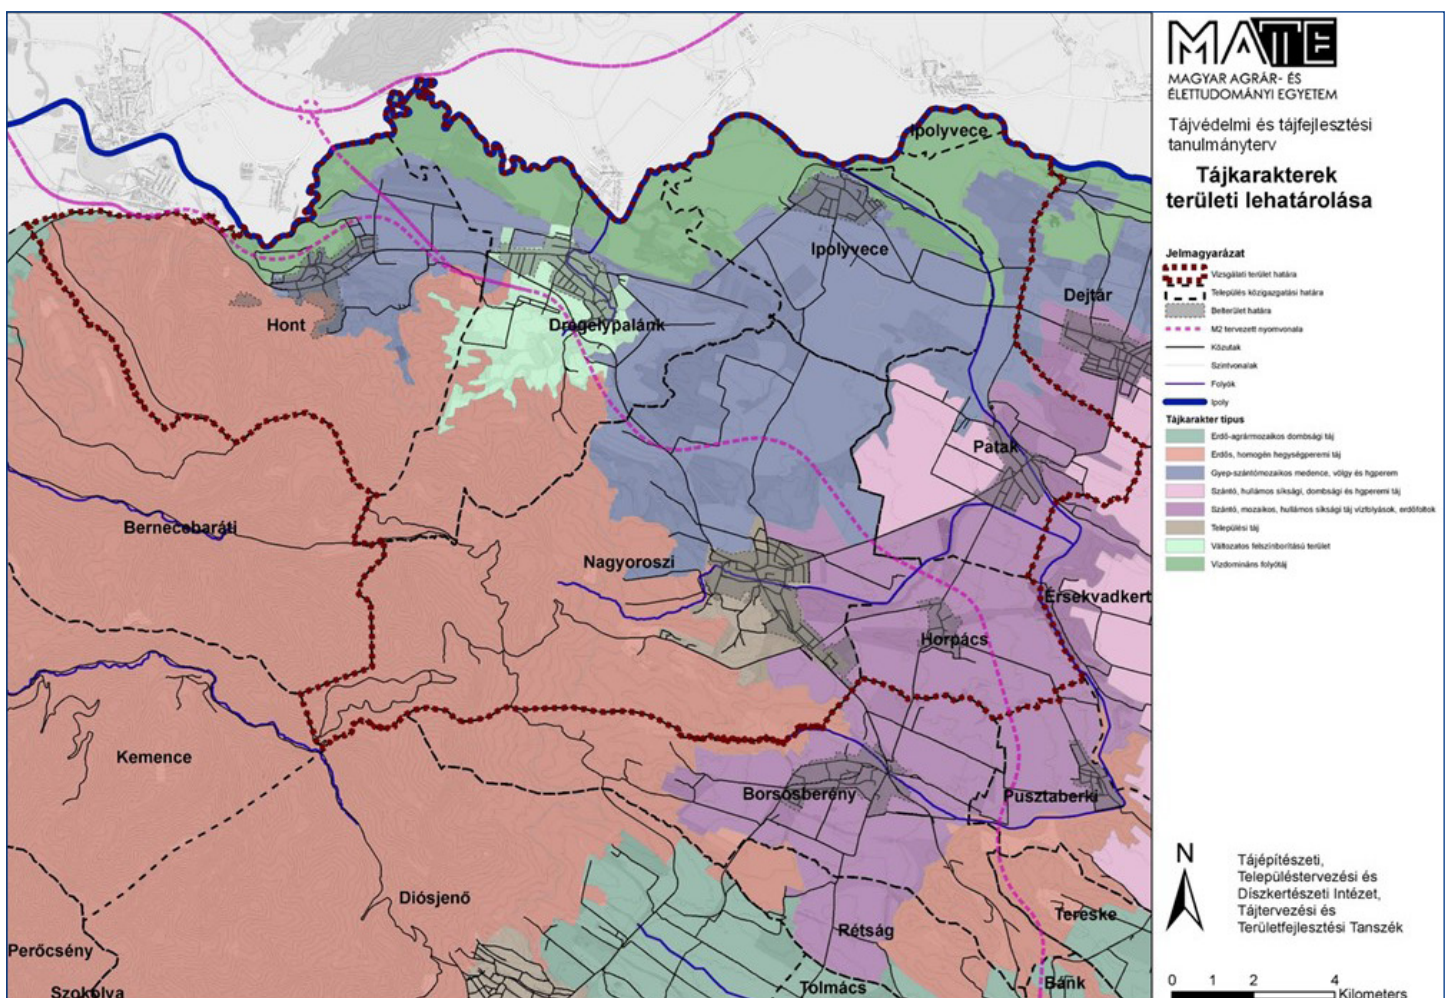 MATE
MAGYAR AGRÁR- ÉS
ÉLETTUDOMÁNYI EGYETEM
Tájvédelmi és tájfejlesztési
tanulmányterv
Tájkarakterek
területi lehatárolása
Jelmagyarázat
Vizsgálati terület határa
Település közigazgatási határa
Belterület határa
M2 tervezett nyomvonala
Közutak
Szintvonalak
Folyók
Ipoly
Tájkarakter típus
Erdő-agrármozaikos dombsági táj
Erdős, homogén hegységperemi táj
Gyep-szántómozaikos medence, völgy és hgperem
Szántó, hullámos síksági, dombsági és hgperemi táj
Szántó, mozaikos, hullámos síksági táj vízfolyások, erdőfoltok
Települési táj
Változatos felszínborítású terület
Vízdomináns folyótáj
N
Tájépítészeti,
Településtervezési és
Díszkertészeti Intézet,
Tájtervezési és
Területfejlesztési Tanszék
0 1 2 4
Kilometers
Ipolyvece
Ipolyvece
Dejtár
Hont
Drégelypalánk
Patak
Bernecebaráti
Nagyoroszi
Érsekvadkert
Horpács
Kemence
Borsosberény
Pusztaberki
Diósjenő
Tereske
Rétság
Perőcsény
Szokolya
Tolmács
Bánk